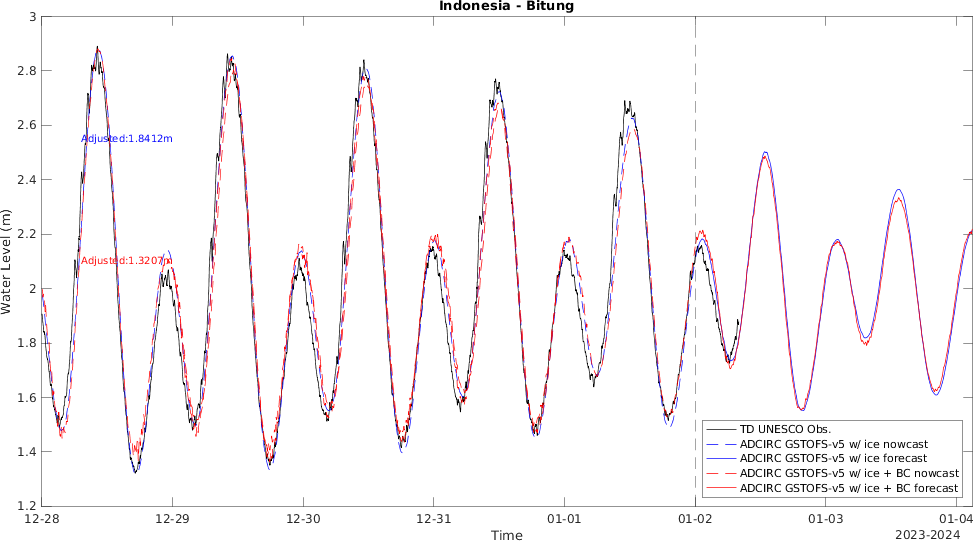 Indonesia - Bitung
3
2.8
2.6
2.4
2.2
2
1.8
1.6
1.4
1.2
Water Level (m)
Adjusted:1.8412m
Adjusted:1.3207m
TD UNESCO Obs.
ADCIRC GSTOFS-v5 w/ ice nowcast
ADCIRC GSTOFS-v5 w/ ice forecast
ADCIRC GSTOFS-v5 w/ ice + BC nowcast
ADCIRC GSTOFS-v5 w/ ice + BC forecast
12-28 12-29 12-30 12-31 01-01 01-02 01-03 01-04
Time
2023-2024